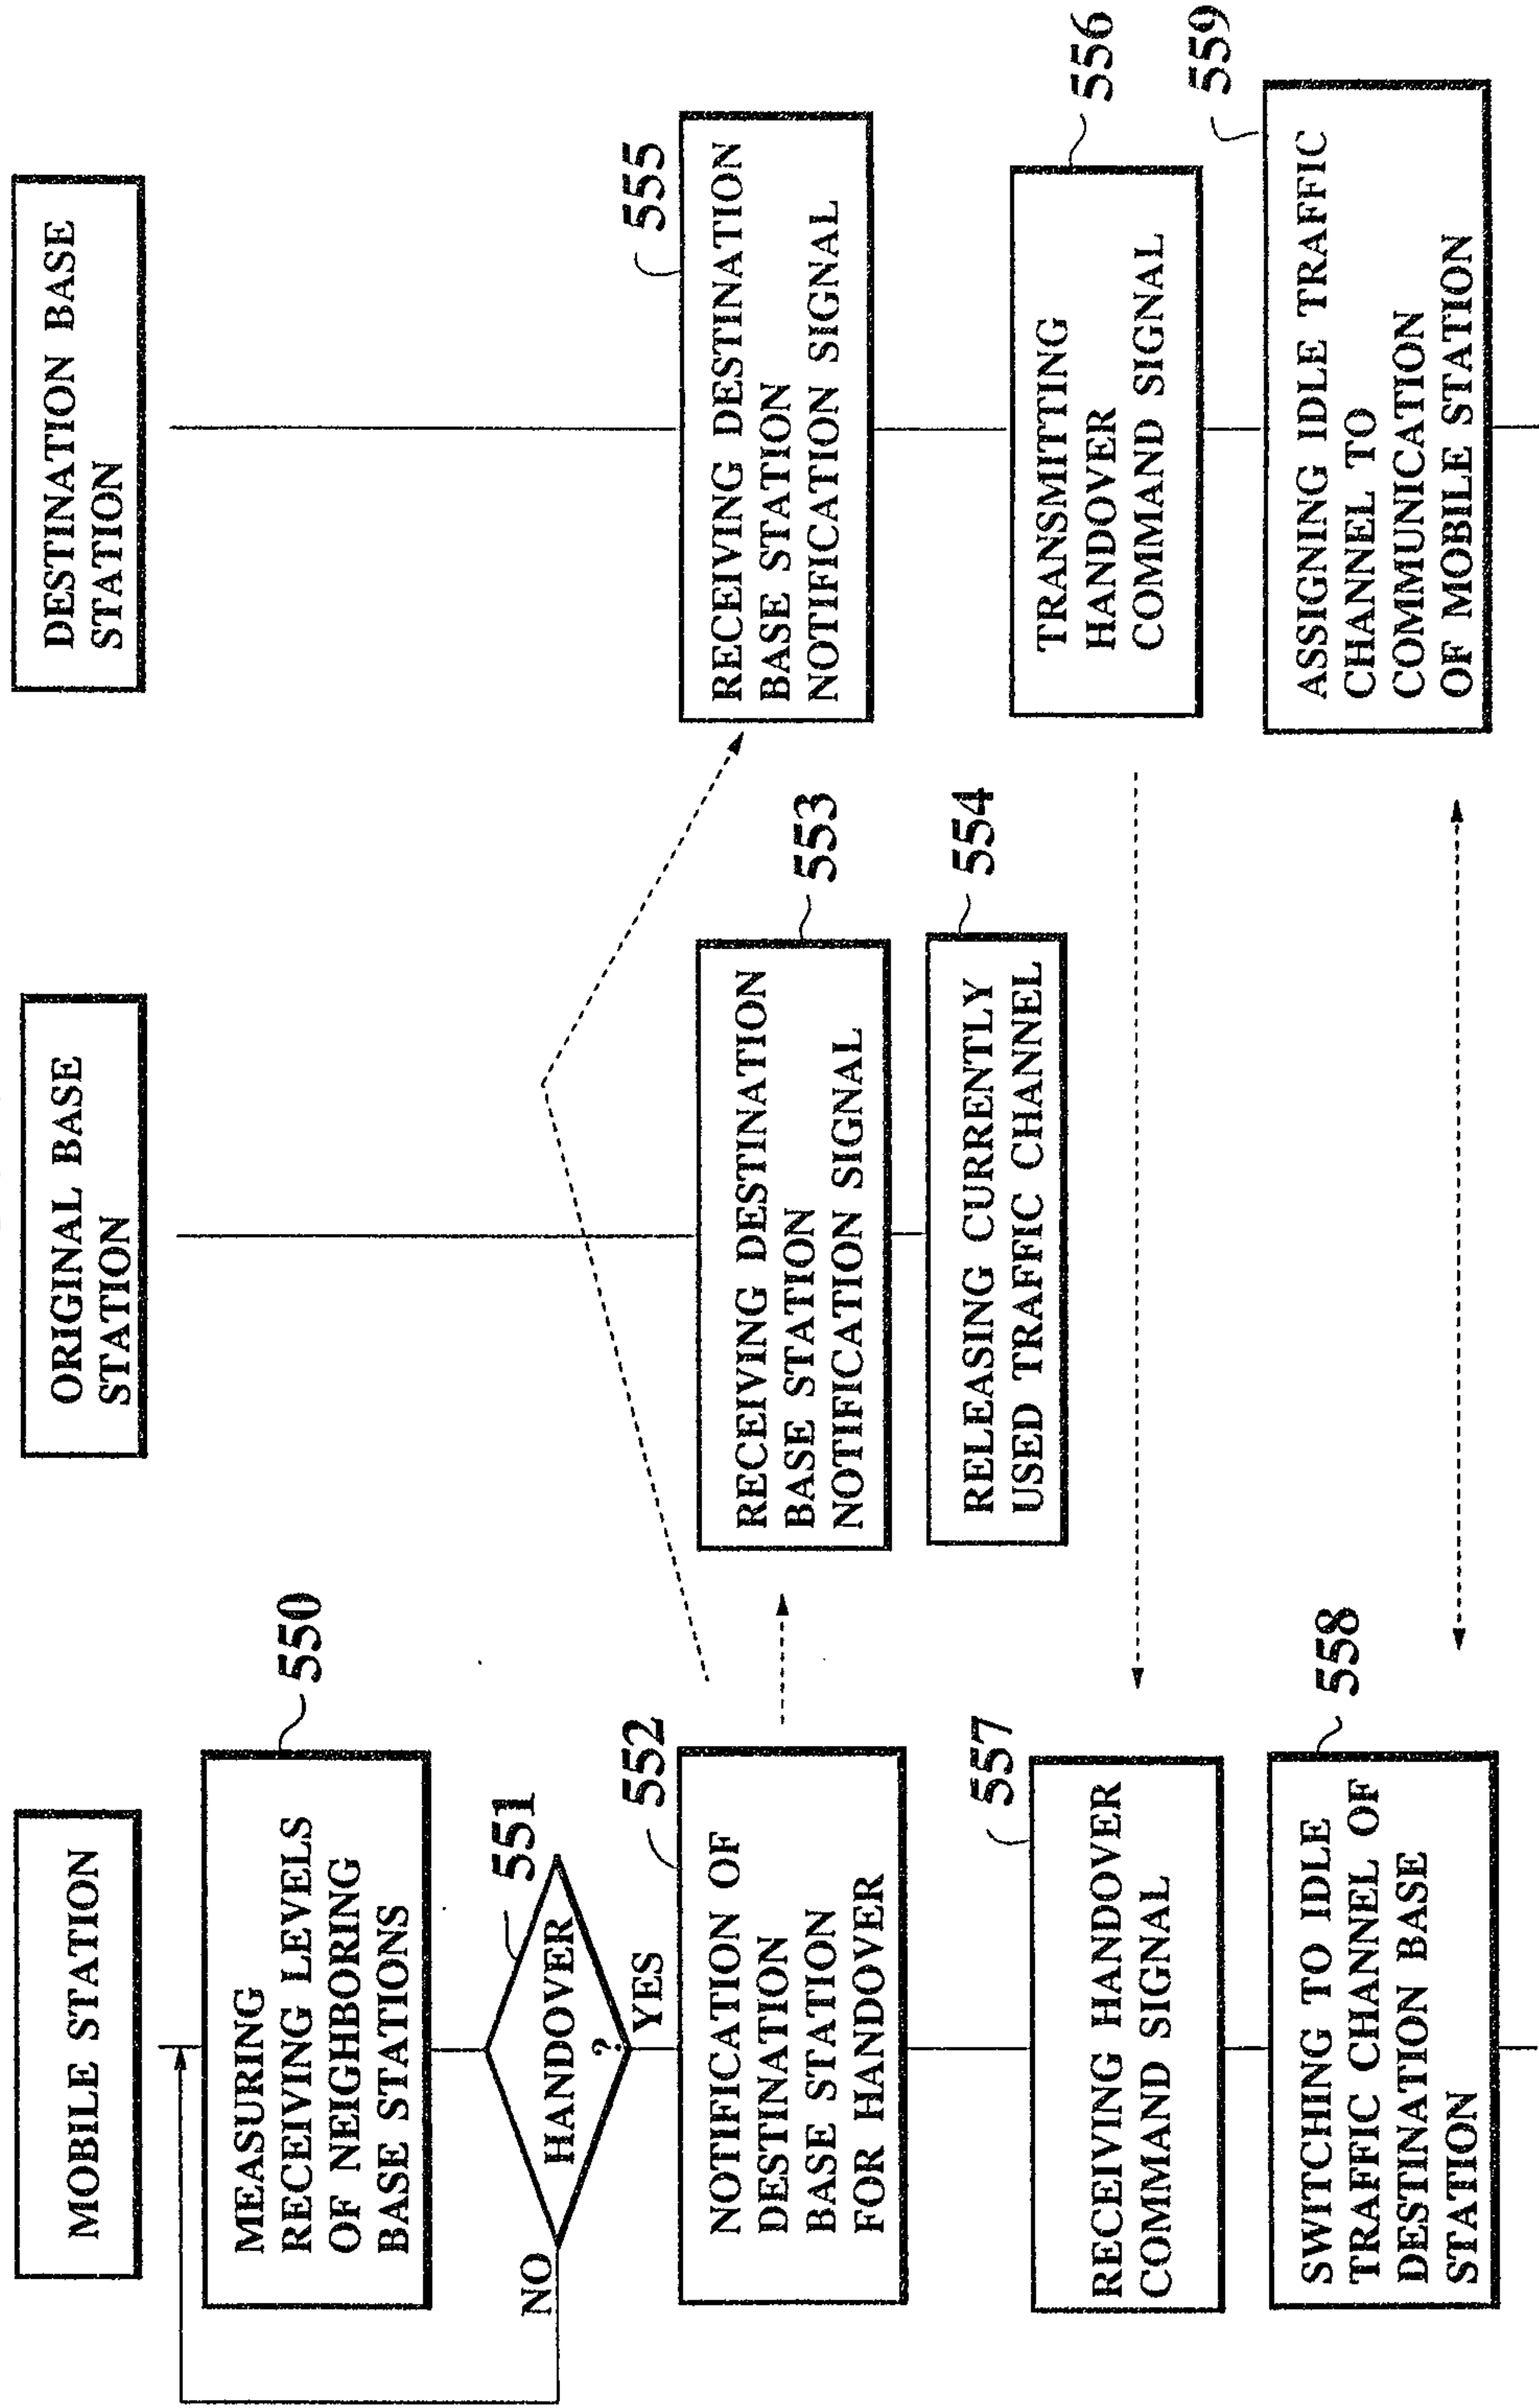 MOBILE STATION
ORIGINAL BASE
STATION
DESTINATION BASE
STATION
550
MEASURING
RECEIVING LEVELS
OF NEIGHBORING
BASE STATIONS
551
HANDOVER
?
NO
YES
552
NOTIFICATION OF
DESTINATION
BASE STATION
FOR HANDOVER
553
RECEIVING DESTINATION
BASE STATION
NOTIFICATION SIGNAL
554
RELEASING CURRENTLY
USED TRAFFIC CHANNEL
555
RECEIVING DESTINATION
BASE STATION
NOTIFICATION SIGNAL
556
TRANSMITTING
HANDOVER
COMMAND SIGNAL
557
RECEIVING HANDOVER
COMMAND SIGNAL
558
SWITCHING TO IDLE
TRAFFIC CHANNEL OF
DESTINATION BASE
STATION
559
ASSIGNING IDLE TRAFFIC
CHANNEL TO
COMMUNICATION
OF MOBILE STATION